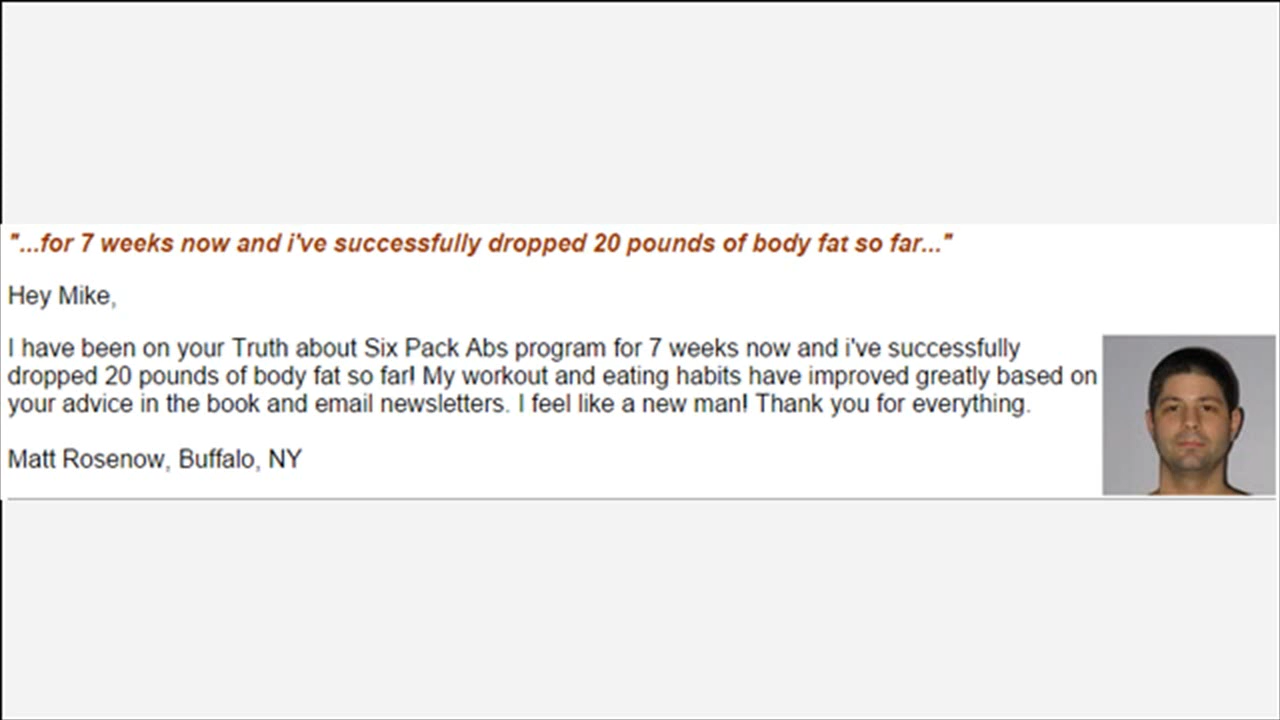 "...for 7 weeks now and i've successfully dropped 20 pounds of body fat so far..."
Hey Mike,
I have been on your Truth about Six Pack Abs program for 7 weeks now and i've successfully
dropped 20 pounds of body fat so far! My workout and eating habits have improved greatly based on
your advice in the book and email newsletters. I feel like a new man! Thank you for everything.
Matt Rosenow, Buffalo, NY